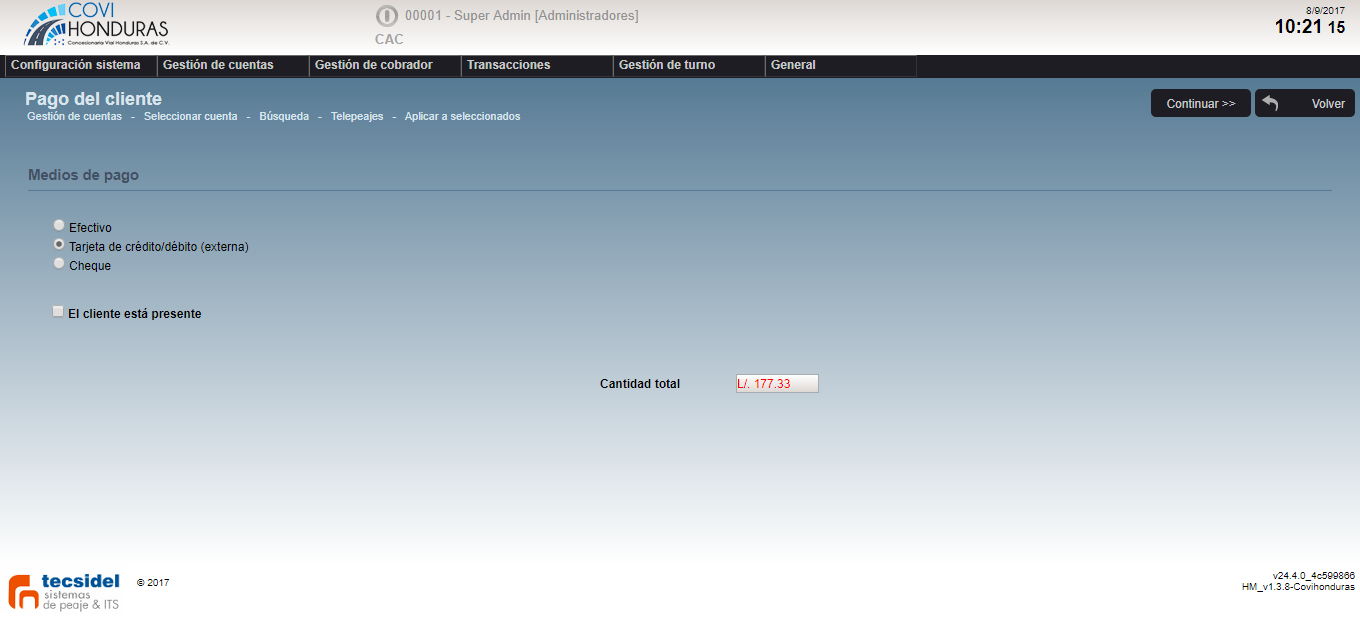 COVI
HONDURAS
Concesionaria Vial Honduras S.A. de C.V.
00001 - Super Admin [Administradores]
CAC
8/9/2017
10:21 15
Configuración sistema
Gestión de cuentas
Gestión de cobrador
Transacciones
Gestión de turno
General
Pago del cliente
Gestión de cuentas - Seleccionar cuenta - Búsqueda - Telepeajes - Aplicar a seleccionados
Continuar >>
Volver
Medios de pago
Efectivo
Tarjeta de crédito/débito (externa)
Cheque
El cliente está presente
Cantidad total
L/. 177.33
tecsidel
sistemas
de peaje & ITS
© 2017
v24.4.0_4c599866
HM_v1.3.8-Covihonduras